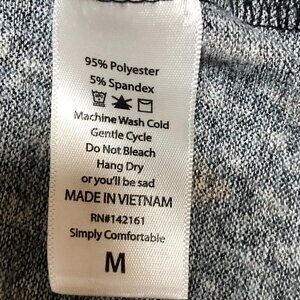 95% Polyester
5% Spandex
Machine Wash Cold
Gentle Cycle
Do Not Bleach
Hang Dry
or you'll be sad
MADE IN VIETNAM
RN#142161
Simply Comfortable
M